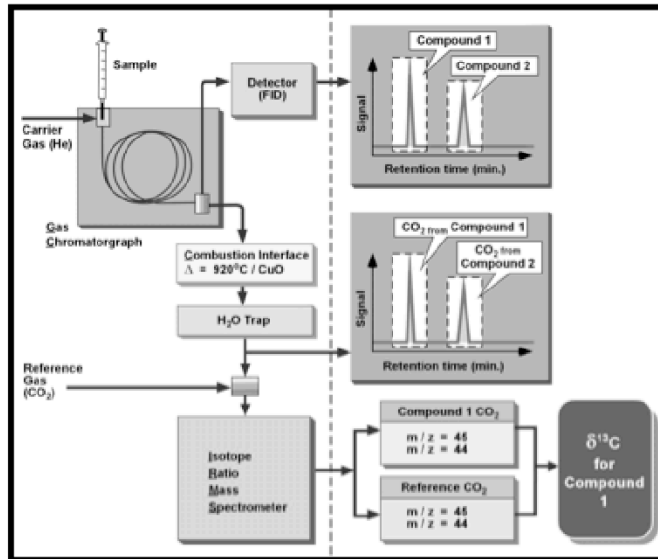 Sample
Carrier
Gas (He)
Detector
(FID)
Gas
Chromatorgraph
Combustion Interface
Δ = 920°C / CuO
H2O Trap
Reference
Gas
(CO2)
Isotope
Ratio
Mass
Spectrometer
Compound 1
Compound 2
Signal
Retention time (min.)
CO2 from Compound 1
CO2 from
Compound 2
Signal
Retention time (min.)
Compound 1 CO2
m / z = 45
m / z = 44
Reference CO2
m / z = 45
m / z = 44
δ13C
for
Compound
1